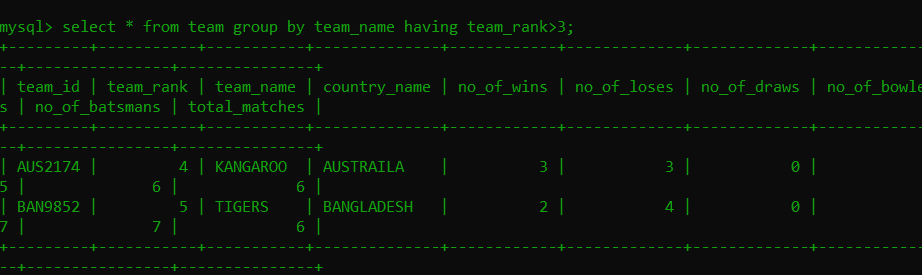 mysql> select * from team group by team_name having team_rank>3;
+---------+-----------+-----------+--------------+------------+-------------+-------------+------------
--+----------------+---------------+
| team_id | team_rank | team_name | country_name | no_of_wins | no_of_loses | no_of_draws | no_of_bowle
s | no_of_batsmans | total_matches |
+---------+-----------+-----------+--------------+------------+-------------+-------------+------------
--+----------------+---------------+
| AUS2174 |         4 | KANGAROO  | AUSTRAILA    |          3 |           3 |           0 |
5 |              6 |             6 |
| BAN9852 |         5 | TIGERS    | BANGLADESH   |          2 |           4 |           0 |
7 |              7 |             6 |
+---------+-----------+-----------+--------------+------------+-------------+-------------+------------
--+----------------+---------------+